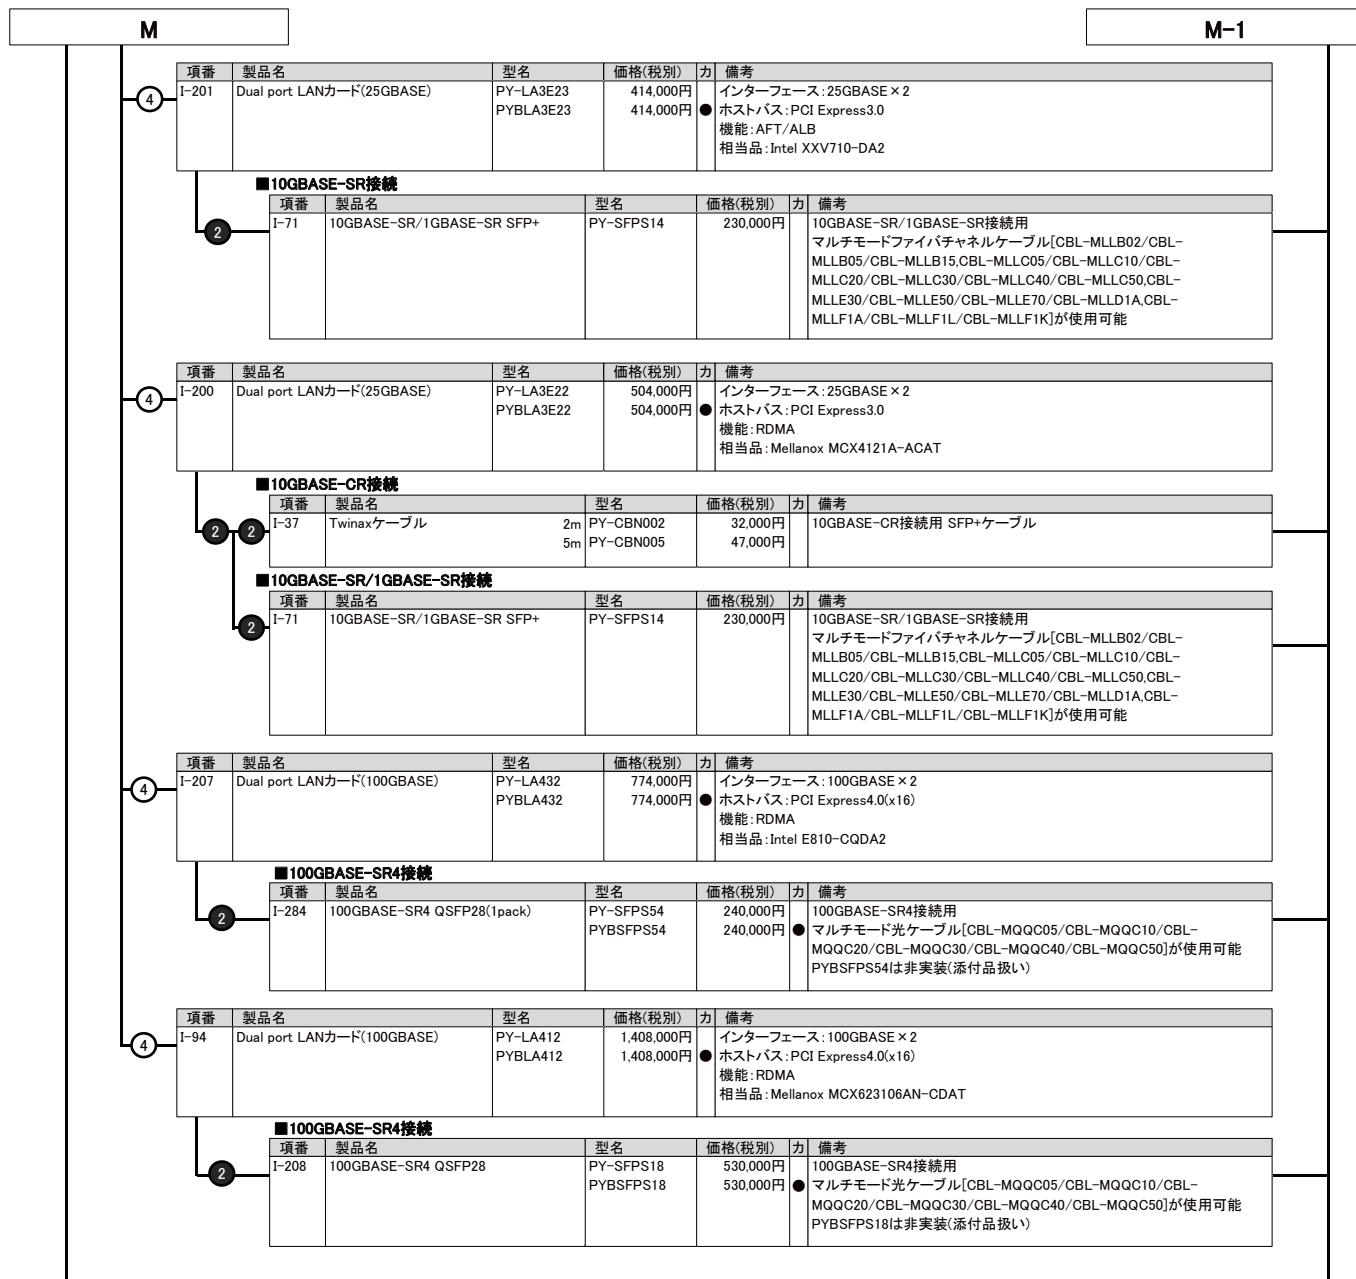 M
M-1
項番 製品名 型名 価格(税別) カ 備考
④ I-201 Dual port LANカード(25GBASE) PY-LA3E23 414,000円 インターフェース:25GBASE×2
PYBLA3E23 414,000円 ● ホストバス:PCI Express3.0
機能:AFT/ALB
相当品:Intel XXV710-DA2
■10GBASE-SR接続
項番 製品名 型名 価格(税別) カ 備考
❷ I-71 10GBASE-SR/1GBASE-SR SFP+ PY-SFPS14 230,000円 10GBASE-SR/1GBASE-SR接続用
マルチモードファイバチャネルケーブル[CBL-MLLB02/CBL-
MLLB05/CBL-MLLB15,CBL-MLLC05/CBL-MLLC10/CBL-
MLLC20/CBL-MLLC30/CBL-MLLC40/CBL-MLLC50,CBL-
MLLE30/CBL-MLLE50/CBL-MLLE70/CBL-MLLD1A,CBL-
MLLF1A/CBL-MLLF1L/CBL-MLLF1K]が使用可能
項番 製品名 型名 価格(税別) カ 備考
④ I-200 Dual port LANカード(25GBASE) PY-LA3E22 504,000円 インターフェース:25GBASE×2
PYBLA3E22 504,000円 ● ホストバス:PCI Express3.0
機能:RDMA
相当品:Mellanox MCX4121A-ACAT
■10GBASE-CR接続
項番 製品名 型名 価格(税別) カ 備考
❷ ❷ I-37 Twinaxケーブル 2m PY-CBN002 32,000円 10GBASE-CR接続用 SFP+ケーブル
5m PY-CBN005 47,000円
■10GBASE-SR/1GBASE-SR接続
項番 製品名 型名 価格(税別) カ 備考
❷ I-71 10GBASE-SR/1GBASE-SR SFP+ PY-SFPS14 230,000円 10GBASE-SR/1GBASE-SR接続用
マルチモードファイバチャネルケーブル[CBL-MLLB02/CBL-
MLLB05/CBL-MLLB15,CBL-MLLC05/CBL-MLLC10/CBL-
MLLC20/CBL-MLLC30/CBL-MLLC40/CBL-MLLC50,CBL-
MLLE30/CBL-MLLE50/CBL-MLLE70/CBL-MLLD1A,CBL-
MLLF1A/CBL-MLLF1L/CBL-MLLF1K]が使用可能
項番 製品名 型名 価格(税別) カ 備考
④ I-207 Dual port LANカード(100GBASE) PY-LA432 774,000円 インターフェース:100GBASE×2
PYBLA432 774,000円 ● ホストバス:PCI Express4.0(x16)
機能:RDMA
相当品:Intel E810-CQDA2
■100GBASE-SR4接続
項番 製品名 型名 価格(税別) カ 備考
❷ I-284 100GBASE-SR4 QSFP28(1pack) PY-SFPS54 240,000円 100GBASE-SR4接続用
PYBSFPS54 240,000円 ● マルチモード光ケーブル[CBL-MQQC05/CBL-MQQC10/CBL-
MQQC20/CBL-MQQC30/CBL-MQQC40/CBL-MQQC50]が使用可能
PYBSFPS54は非実装(添付品扱い)
項番 製品名 型名 価格(税別) カ 備考
④ I-94 Dual port LANカード(100GBASE) PY-LA412 1,408,000円 インターフェース:100GBASE×2
PYBLA412 1,408,000円 ● ホストバス:PCI Express4.0(x16)
機能:RDMA
相当品:Mellanox MCX623106AN-CDAT
■100GBASE-SR4接続
項番 製品名 型名 価格(税別) カ 備考
❷ I-208 100GBASE-SR4 QSFP28 PY-SFPS18 530,000円 100GBASE-SR4接続用
PYBSFPS18 530,000円 ● マルチモード光ケーブル[CBL-MQQC05/CBL-MQQC10/CBL-
MQQC20/CBL-MQQC30/CBL-MQQC40/CBL-MQQC50]が使用可能
PYBSFPS18は非実装(添付品扱い)